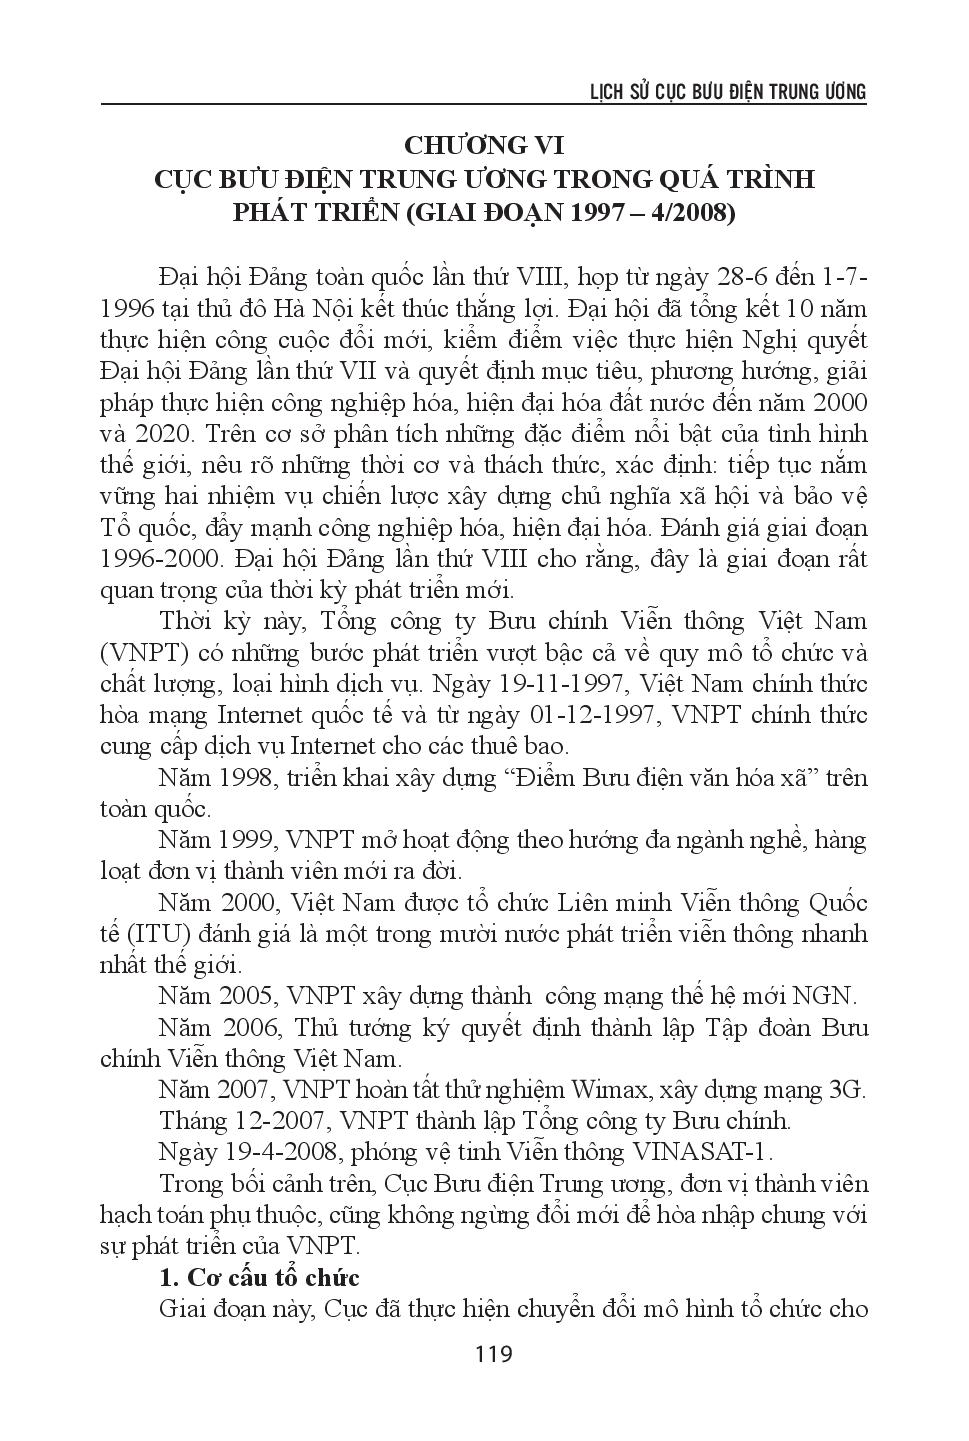 LỊCH SỬ CỤC BƯU ĐIỆN TRUNG ƯƠNG
CHƯƠNG VI
CỤC BƯU ĐIỆN TRUNG ƯƠNG TRONG QUÁ TRÌNH
PHÁT TRIỂN (GIAI ĐOẠN 1997 – 4/2008)
Đại hội Đảng toàn quốc lần thứ VIII, họp từ ngày 28-6 đến 1-7-
1996 tại thủ đô Hà Nội kết thúc thắng lợi. Đại hội đã tổng kết 10 năm
thực hiện công cuộc đổi mới, kiểm điểm việc thực hiện Nghị quyết
Đại hội Đảng lần thứ VII và quyết định mục tiêu, phương hướng, giải
pháp thực hiện công nghiệp hóa, hiện đại hóa đất nước đến năm 2000
và 2020. Trên cơ sở phân tích những đặc điểm nổi bật của tình hình
thế giới, nêu rõ những thời cơ và thách thức, xác định: tiếp tục nắm
vững hai nhiệm vụ chiến lược xây dựng chủ nghĩa xã hội và bảo vệ
Tổ quốc, đẩy mạnh công nghiệp hóa, hiện đại hóa. Đánh giá giai đoạn
1996-2000. Đại hội Đảng lần thứ VIII cho rằng, đây là giai đoạn rất
quan trọng của thời kỳ phát triển mới.
Thời kỳ này, Tổng công ty Bưu chính Viễn thông Việt Nam
(VNPT) có những bước phát triển vượt bậc cả về quy mô tổ chức và
chất lượng, loại hình dịch vụ. Ngày 19-11-1997, Việt Nam chính thức
hòa mạng Internet quốc tế và từ ngày 01-12-1997, VNPT chính thức
cung cấp dịch vụ Internet cho các thuê bao.
Năm 1998, triển khai xây dựng “Điểm Bưu điện văn hóa xã” trên
toàn quốc.
Năm 1999, VNPT mở hoạt động theo hướng đa ngành nghề, hàng
loạt đơn vị thành viên mới ra đời.
Năm 2000, Việt Nam được tổ chức Liên minh Viễn thông Quốc
tế (ITU) đánh giá là một trong mười nước phát triển viễn thông nhanh
nhất thế giới.
Năm 2005, VNPT xây dựng thành  công mạng thế hệ mới NGN.
Năm 2006, Thủ tướng ký quyết định thành lập Tập đoàn Bưu
chính Viễn thông Việt Nam.
Năm 2007, VNPT hoàn tất thử nghiệm Wimax, xây dựng mạng 3G.
Tháng 12-2007, VNPT thành lập Tổng công ty Bưu chính.
Ngày 19-4-2008, phóng vệ tinh Viễn thông VINASAT-1.
Trong bối cảnh trên, Cục Bưu điện Trung ương, đơn vị thành viên
hạch toán phụ thuộc, cũng không ngừng đổi mới để hòa nhập chung với
sự phát triển của VNPT.
1. Cơ cấu tổ chức
Giai đoạn này, Cục đã thực hiện chuyển đổi mô hình tổ chức cho
119